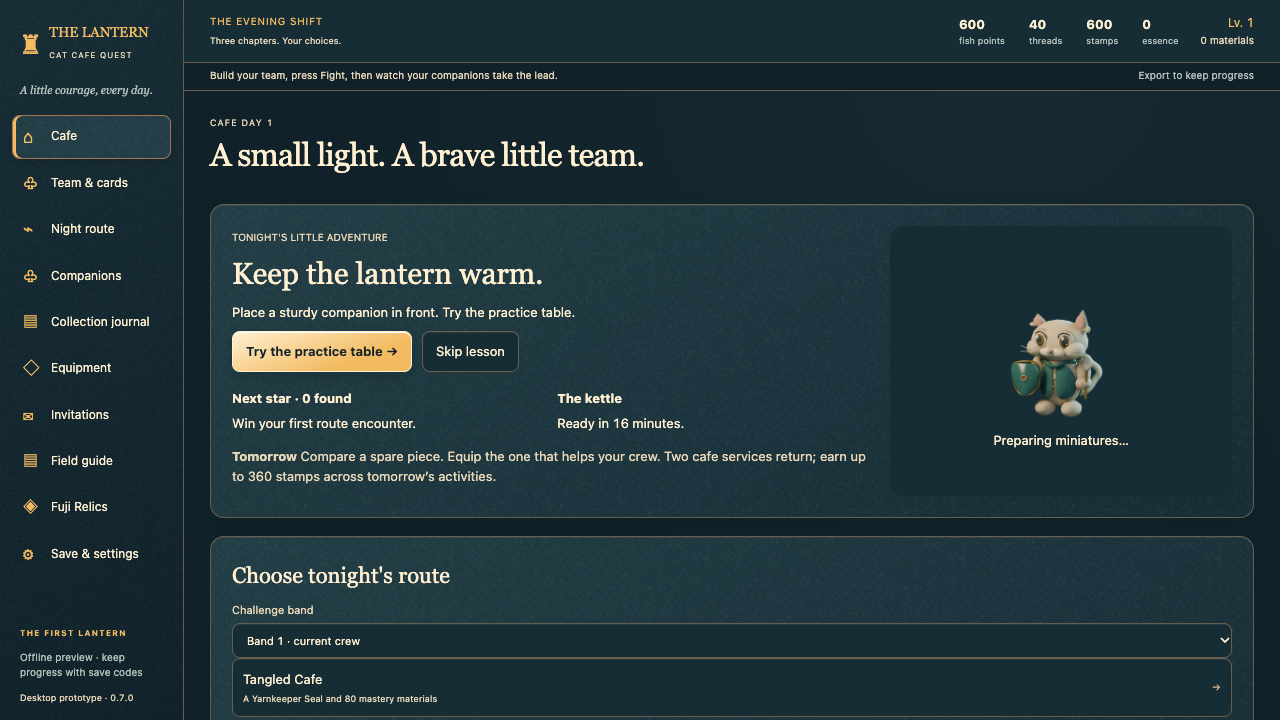 THE LANTERN
CAT CAFE QUEST
A little courage, every day.
Cafe
Team & cards
Night route
Companions
Collection journal
Equipment
Invitations
Field guide
Fuji Relics
Save & settings
THE FIRST LANTERN
Offline preview · keep
progress with save codes
Desktop prototype · 0.7.0
THE EVENING SHIFT
Three chapters. Your choices.
600
fish points
40
threads
600
stamps
0
essence
Lv. 1
0 materials
Build your team, press Fight, then watch your companions take the lead.
Export to keep progress
CAFE DAY 1
A small light. A brave little team.
TONIGHT'S LITTLE ADVENTURE
Keep the lantern warm.
Place a sturdy companion in front. Try the practice table.
Try the practice table →
Skip lesson
Next star · 0 found
Win your first route encounter.
The kettle
Ready in 16 minutes.
Tomorrow Compare a spare piece. Equip the one that helps your crew. Two cafe services return; earn up
to 360 stamps across tomorrow's activities.
Preparing miniatures...
Choose tonight's route
Challenge band
Band 1 · current crew
Tangled Cafe
A Yarnkeeper Seal and 80 mastery materials
→